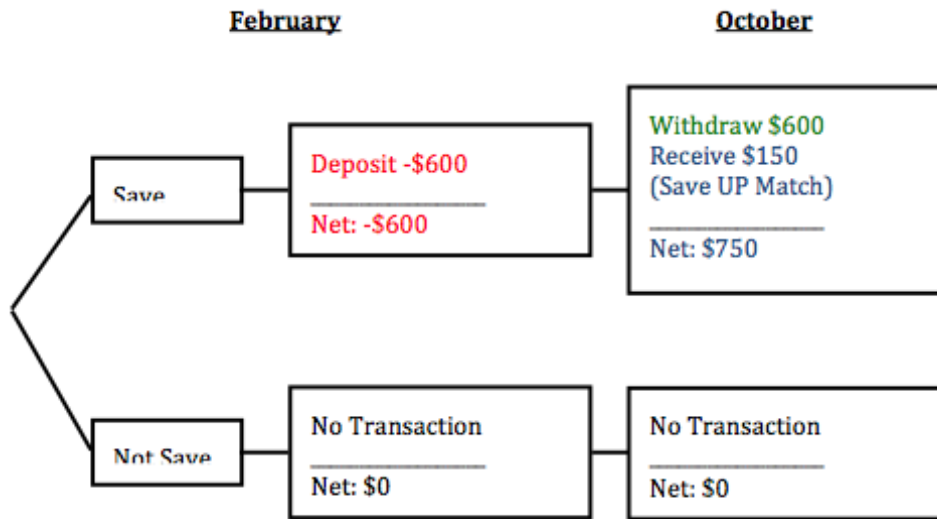 February
October
Save
Deposit -$600
Net: -$600
Withdraw $600
Receive $150
(Save UP Match)
Net: $750
Not Save
No Transaction
Net: $0
No Transaction
Net: $0